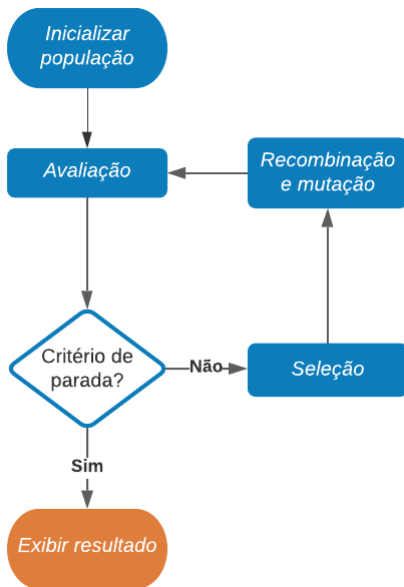 Inicializar
população
Avaliação
Recombinação
e mutação
Critério de
parada?
Não
Seleção
Sim
Exibir resultado